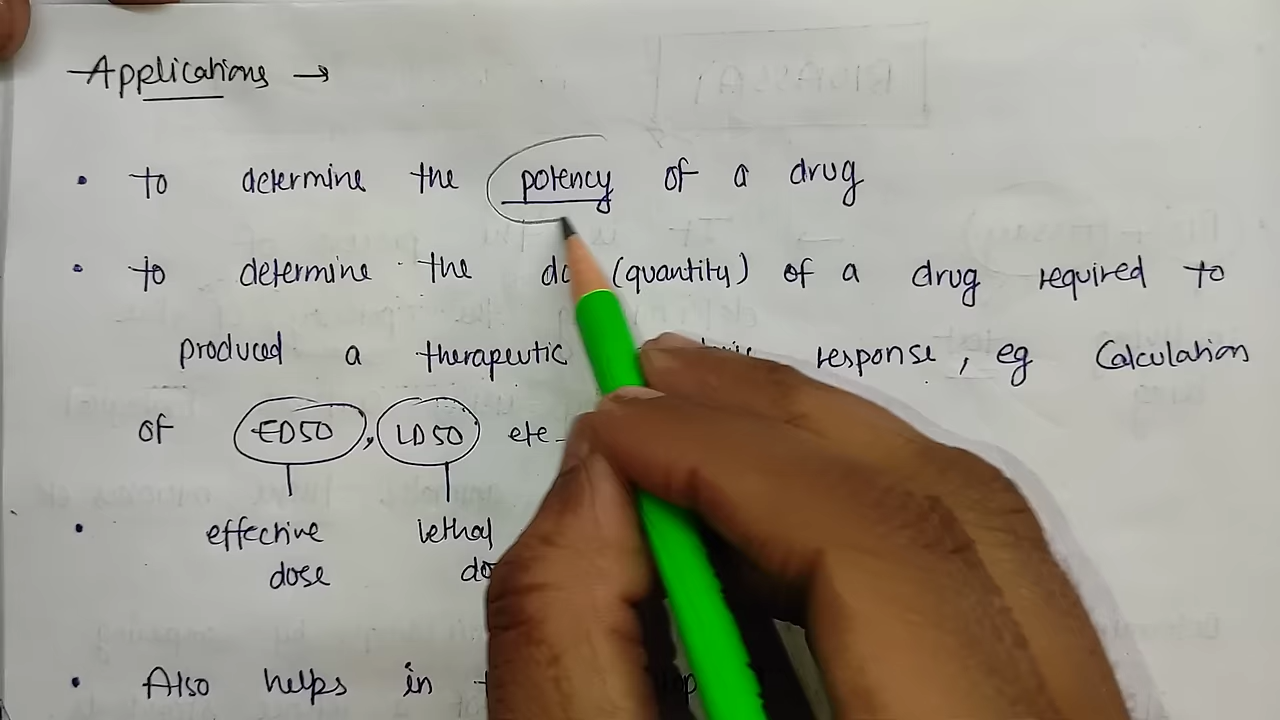 Applications →
• to determine the potency of a drug
• to determine the (quantity) of a drug required to
produced a therapeutic response, eg Calculation
of ED50, LD50 etc
• effective lethal
dose
• Also helps in